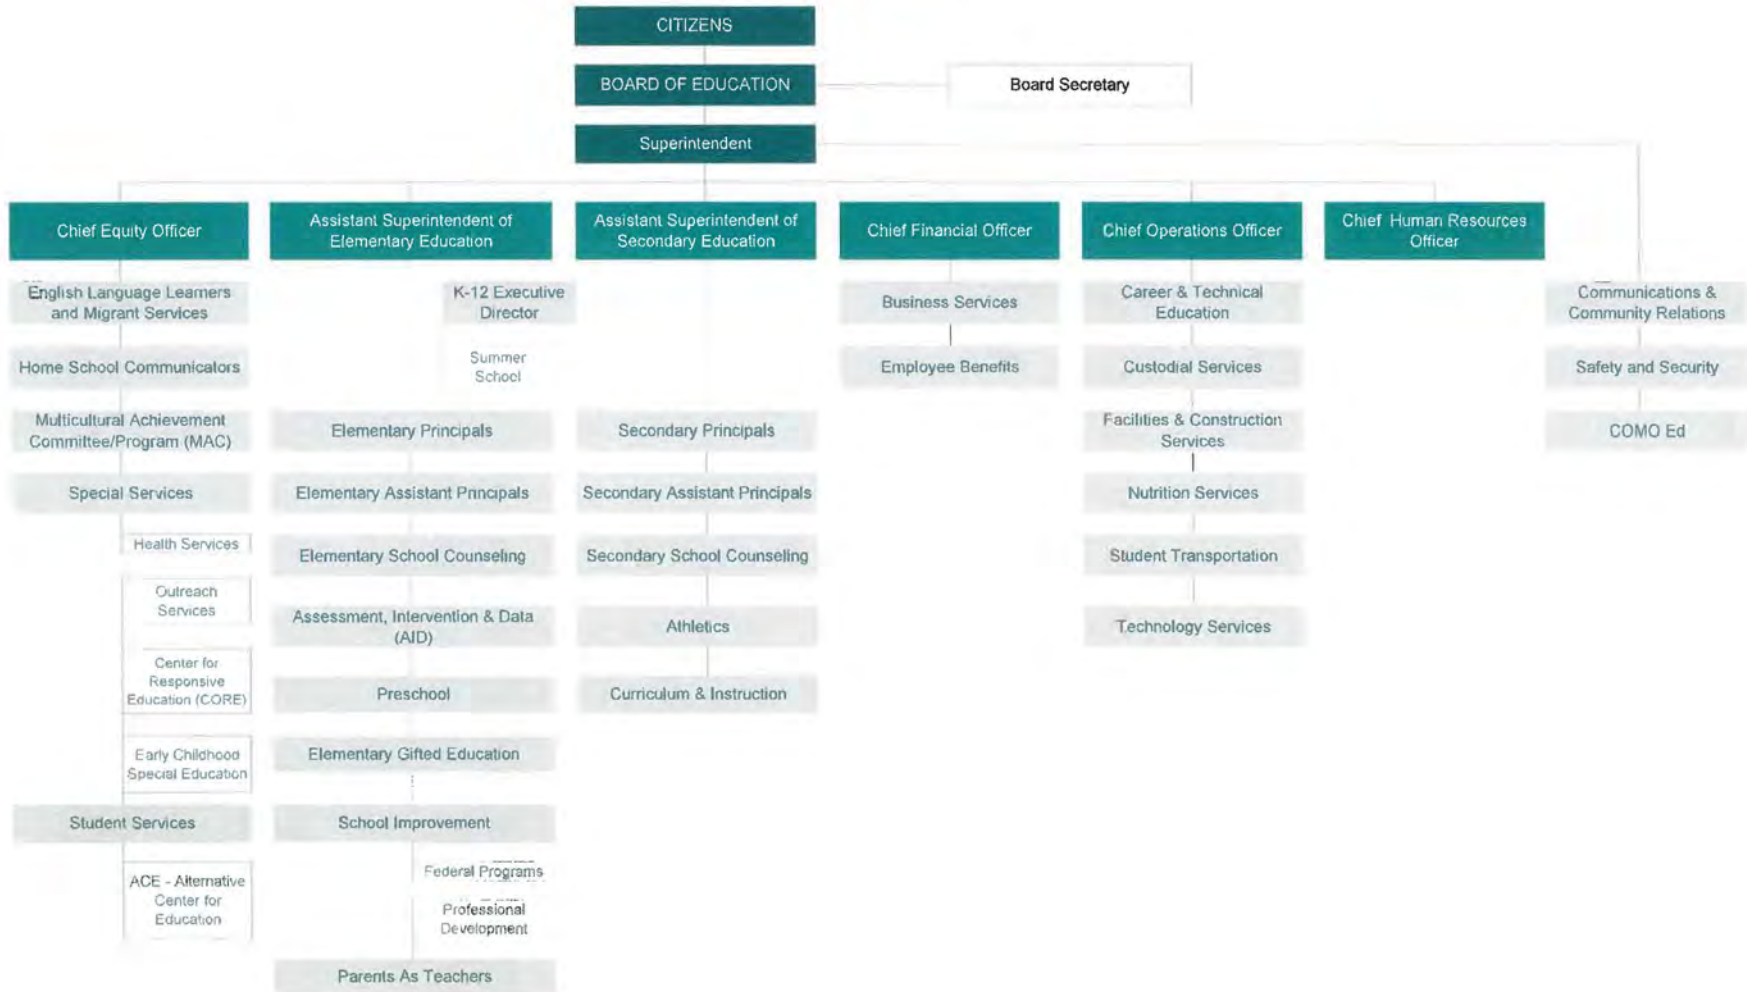 CITIZENS
BOARD OF EDUCATION
Board Secretary
Superintendent
Chief Equity Officer
Assistant Superintendent of
Elementary Education
Assistant Superintendent of
Secondary Education
Chief Financial Officer
Chief Operations Officer
Chief Human Resources
Officer
English Language Learners
and Migrant Services
Home School Communicators
Multicultural Achievement
Committee/Program (MAC)
Special Services
Health Services
Outreach
Services
Center for
Responsive
Education (CORE)
Early Childhood
Special Education
Student Services
ACE - Alternative
Center for
Education
K-12 Executive
Director
Summer
School
Elementary Principals
Elementary Assistant Principals
Elementary School Counseling
Assessment, Intervention & Data
(AID)
Preschool
Elementary Gifted Education
School Improvement
Federal Programs
Professional
Development
Parents As Teachers
Secondary Principals
Secondary Assistant Principals
Secondary School Counseling
Athletics
Curriculum & Instruction
Business Services
Employee Benefits
Career & Technical
Education
Custodial Services
Facilities & Construction
Services
Nutrition Services
Student Transportation
Technology Services
Communications &
Community Relations
Safety and Security
COMO Ed